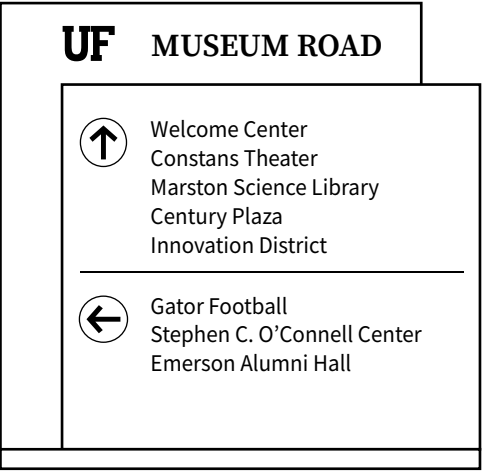 UF MUSEUM ROAD
Welcome Center
Constans Theater
Marston Science Library
Century Plaza
Innovation District
Gator Football
Stephen C. O’Connell Center
Emerson Alumni Hall